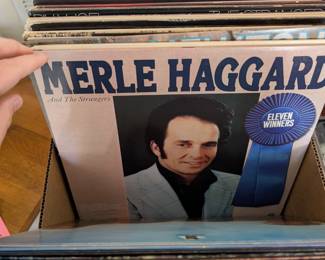 MERLE HAGGARD
And The Strangers
ELEVEN
WINNERS